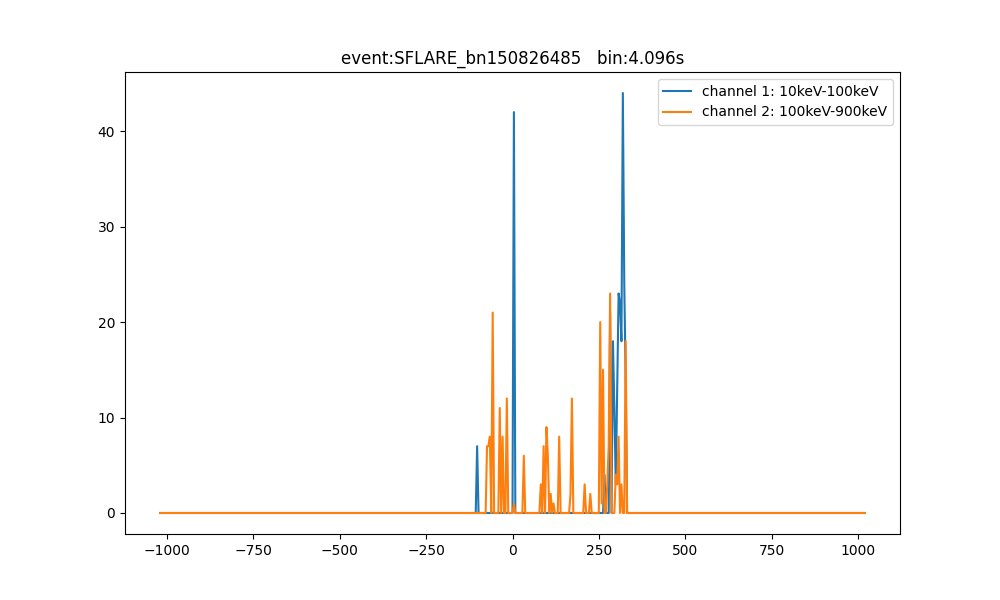 event:SFLARE_bn150826485   bin:4.096s
channel 1: 10keV-100keV
channel 2: 100keV-900keV
40
30
20
10
0
−1000 −750 −500 −250 0 250 500 750 1000